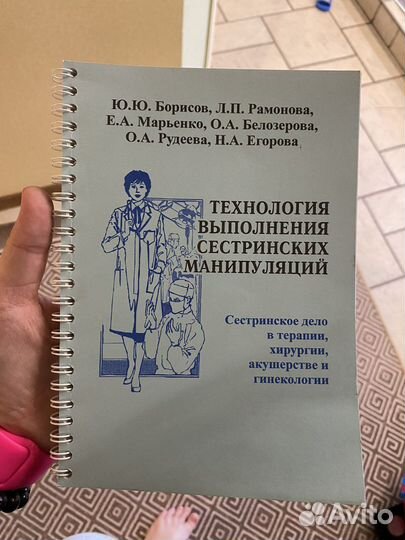 Ю.Ю. Борисов, Л.П. Рамонова,
Е.А. Марьенко, О.А. Белозерова,
О.А. Рудеева, Н.А. Егорова
ТЕХНОЛОГИЯ
ВЫПОЛНЕНИЯ
СЕСТРИНСКИХ
МАНИПУЛЯЦИЙ
Сестринское дело
в терапии,
хирургии,
акушерстве и
гинекологии
Avito